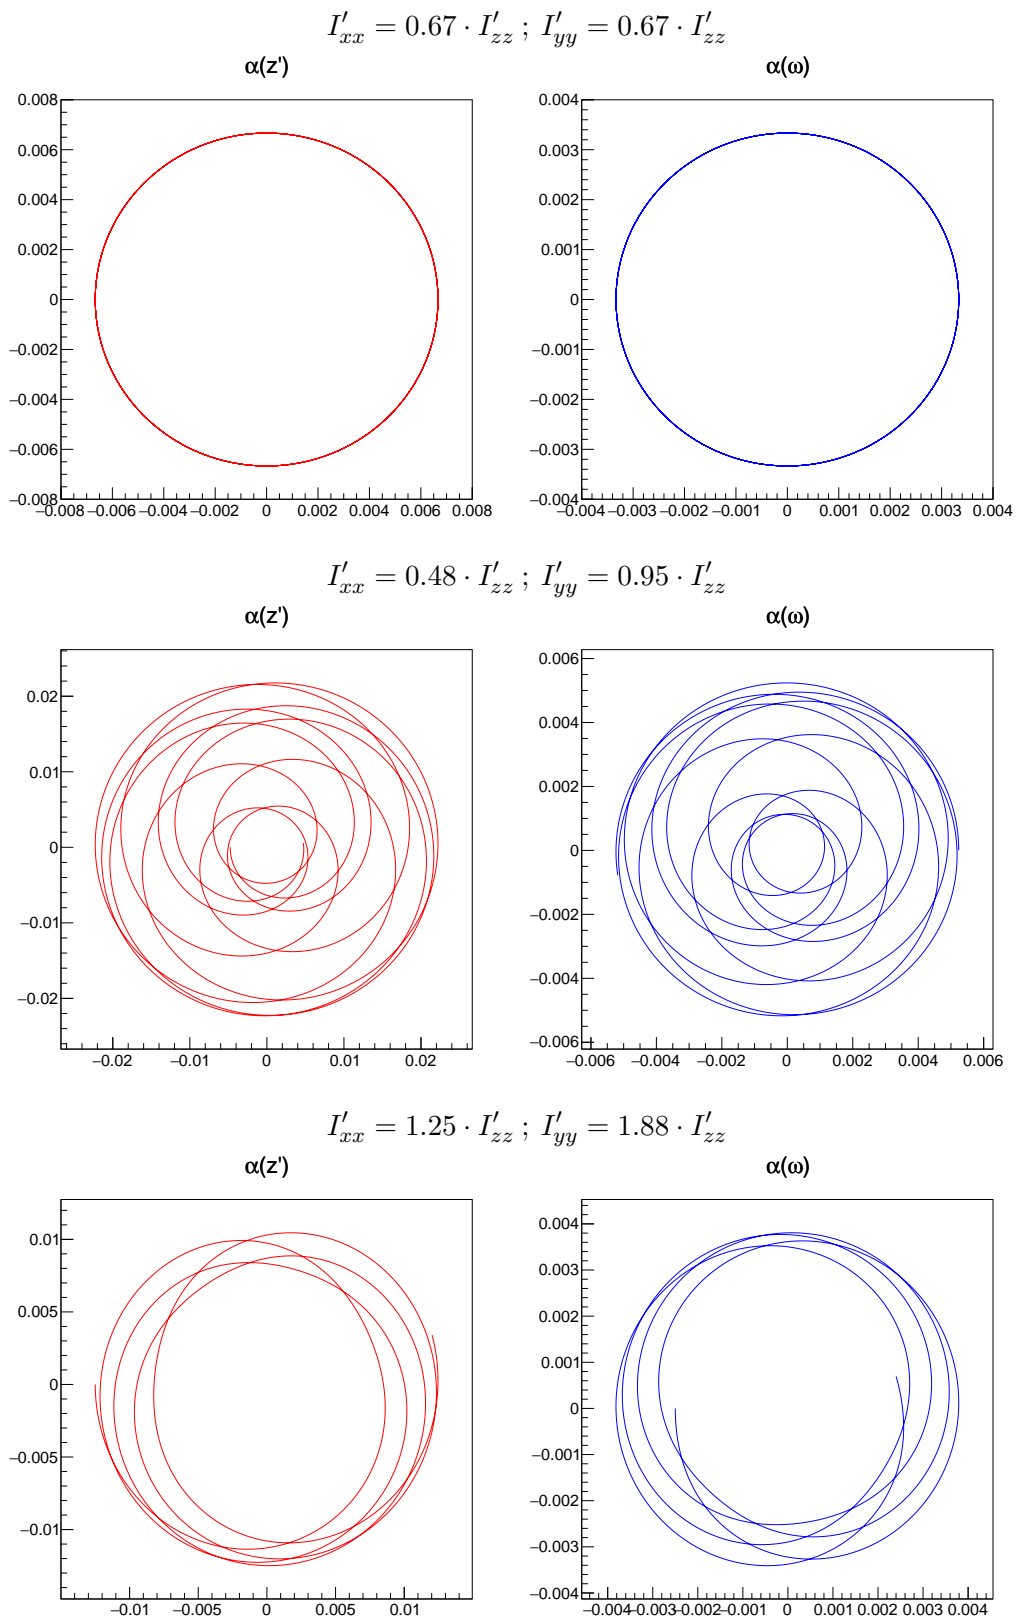 I′xx = 0.67 · I′zz ; I′yy = 0.67 · I′zz
α(z') α(ω)
0.008 0.004
0.006 0.003
0.004 0.002
0.002 0.001
0 0
−0.002 −0.001
−0.004 −0.002
−0.006 −0.003
−0.008 −0.004
−0.008 −0.006 −0.004 −0.002 0 0.002 0.004 0.006 0.008 −0.004 −0.003 −0.002 −0.001 0 0.001 0.002 0.003 0.004
I′xx = 0.48 · I′zz ; I′yy = 0.95 · I′zz
α(z') α(ω)
0.006
0.02 0.004
0.01 0.002
0 0
−0.01 −0.002
−0.02 −0.004
−0.006
−0.02 −0.01 0 0.01 0.02 −0.006 −0.004 −0.002 0 0.002 0.004 0.006
I′xx = 1.25 · I′zz ; I′yy = 1.88 · I′zz
α(z') α(ω)
0.004
0.01 0.003
0.005 0.002
0.001
0 0
−0.001
−0.005 −0.002
−0.01 −0.003
−0.004
−0.01 −0.005 0 0.005 0.01 −0.004 −0.003 −0.002 −0.001 0 0.001 0.002 0.003 0.004